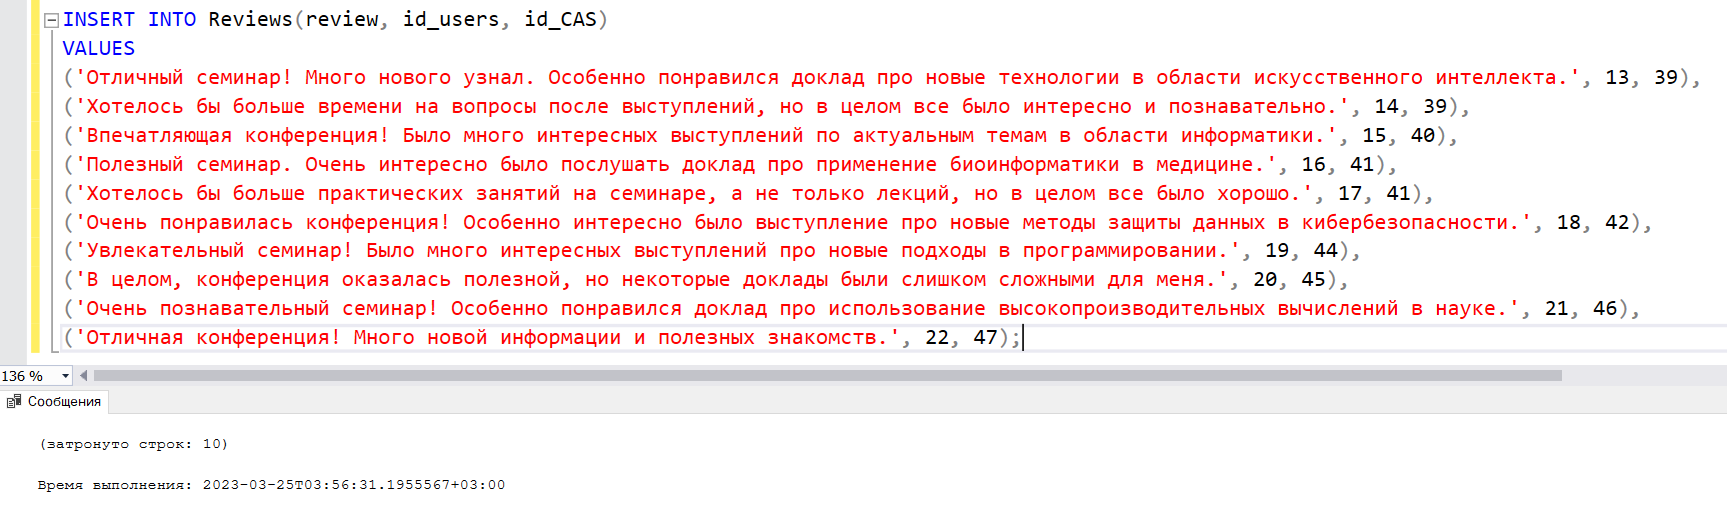 INSERT INTO Reviews(review, id_users, id_CAS)
VALUES
('Отличный семинар! Много нового узнал. Особенно понравился доклад про новые технологии в области искусственного интеллекта.', 13, 39),
('Хотелось бы больше времени на вопросы после выступлений, но в целом все было интересно и познавательно.', 14, 39),
('Впечатляющая конференция! Было много интересных выступлений по актуальным темам в области информатики.', 15, 40),
('Полезный семинар. Очень интересно было послушать доклад про применение биоинформатики в медицине.', 16, 41),
('Хотелось бы больше практических занятий на семинаре, а не только лекций, но в целом все было хорошо.', 17, 41),
('Очень понравилась конференция! Особенно интересно было выступление про новые методы защиты данных в кибербезопасности.', 18, 42),
('Увлекательный семинар! Было много интересных выступлений про новые подходы в программировании.', 19, 44),
('В целом, конференция оказалась полезной, но некоторые доклады были слишком сложными для меня.', 20, 45),
('Очень познавательный семинар! Особенно понравился доклад про использование высокопроизводительных вычислений в науке.', 21, 46),
('Отличная конференция! Много новой информации и полезных знакомств.', 22, 47);
136 %
Сообщения
(затронуто строк: 10)
Время выполнения: 2023-03-25T03:56:31.1955567+03:00